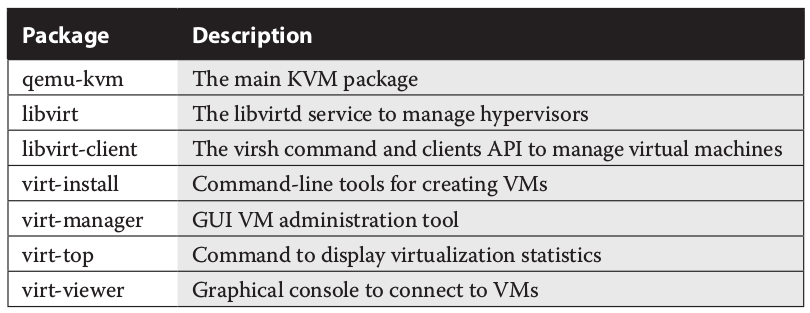 Package Description
qemu-kvm The main KVM package
libvirt The libvirtd service to manage hypervisors
libvirt-client The virsh command and clients API to manage virtual machines
virt-install Command-line tools for creating VMs
virt-manager GUI VM administration tool
virt-top Command to display virtualization statistics
virt-viewer Graphical console to connect to VMs